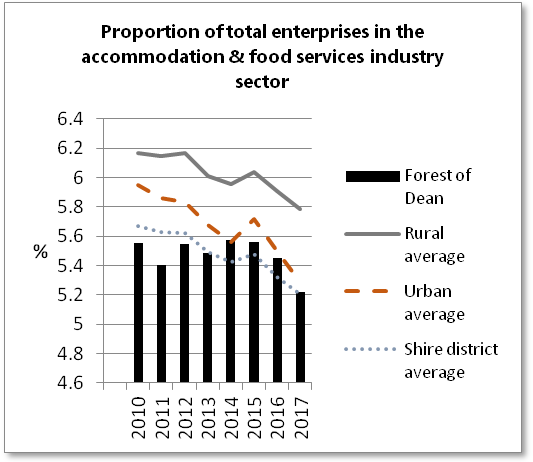 Proportion of total enterprises in the
accommodation & food services industry
sector
6.4
6.2
6
5.8
5.6
5.4
5.2
5
4.8
4.6
%
2010
2011
2012
2013
2014
2015
2016
2017
Forest of
Dean
Rural
average
Urban
average
Shire district
average